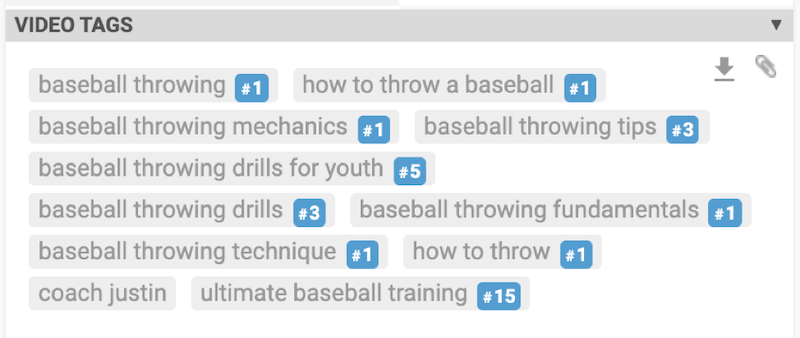 VIDEO TAGS ▼
baseball throwing #1 how to throw a baseball #1
baseball throwing mechanics #1 baseball throwing tips #3
baseball throwing drills for youth #5
baseball throwing drills #3 baseball throwing fundamentals #1
baseball throwing technique #1 how to throw #1
coach justin ultimate baseball training #15